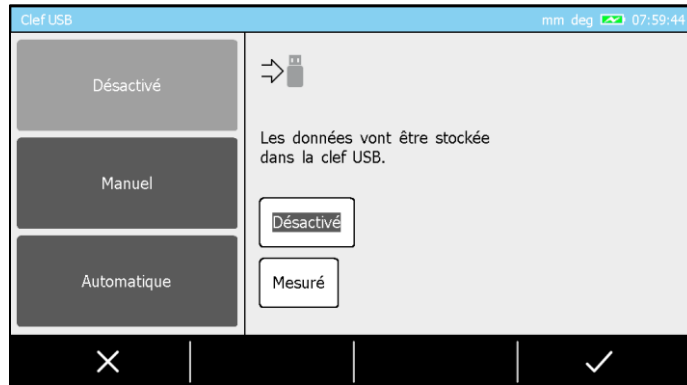 Clef USB
mm deg 07:59:44
Désactivé
Manuel
Automatique
Les données vont être stockée
dans la clef USB.
Désactivé
Mesuré